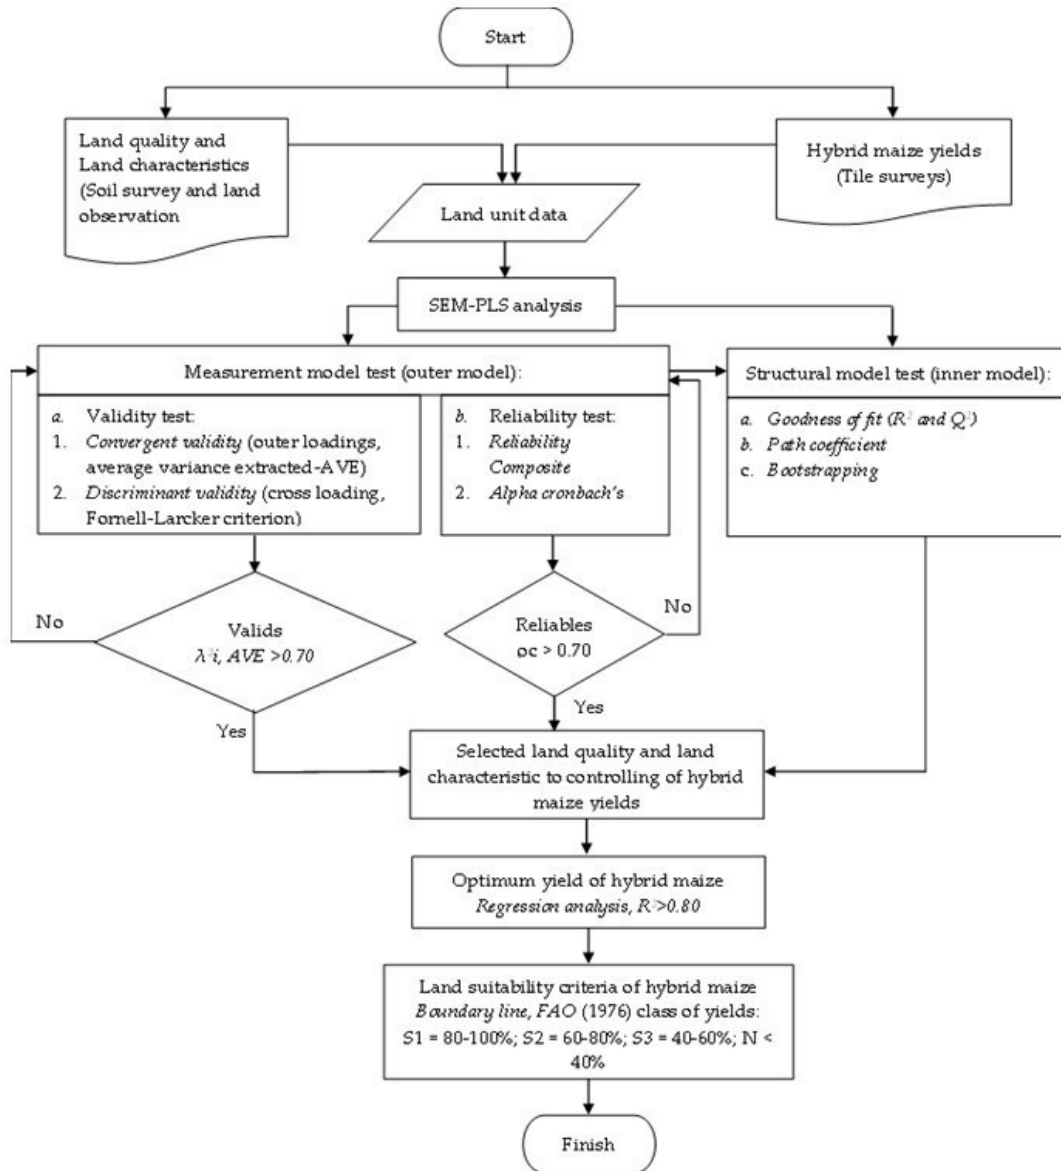 Start
Land quality and
Land characteristics
(Soil survey and land
observation
Hybrid maize yields
(Tile surveys)
Land unit data
SEM-PLS analysis
Measurement model test (outer model):
Structural model test (inner model):
a. Validity test:
1. Convergent validity (outer loadings,
average variance extracted-AVE)
2. Discriminant validity (cross loading,
Fornell-Larcker criterion)
b. Reliability test:
1. Reliability
Composite
2. Alpha cronbach's
a. Goodness of fit (R² and Q²)
b. Path coefficient
c. Bootstrapping
No
Valids
λ²i, AVE >0.70
Yes
No
Reliables
ρc > 0.70
Yes
Selected land quality and land
characteristic to controlling of hybrid
maize yields
Optimum yield of hybrid maize
Regression analysis, R²>0.80
Land suitability criteria of hybrid maize
Boundary line, FAO (1976) class of yields:
S1 = 80-100%; S2 = 60-80%; S3 = 40-60%; N <
40%
Finish